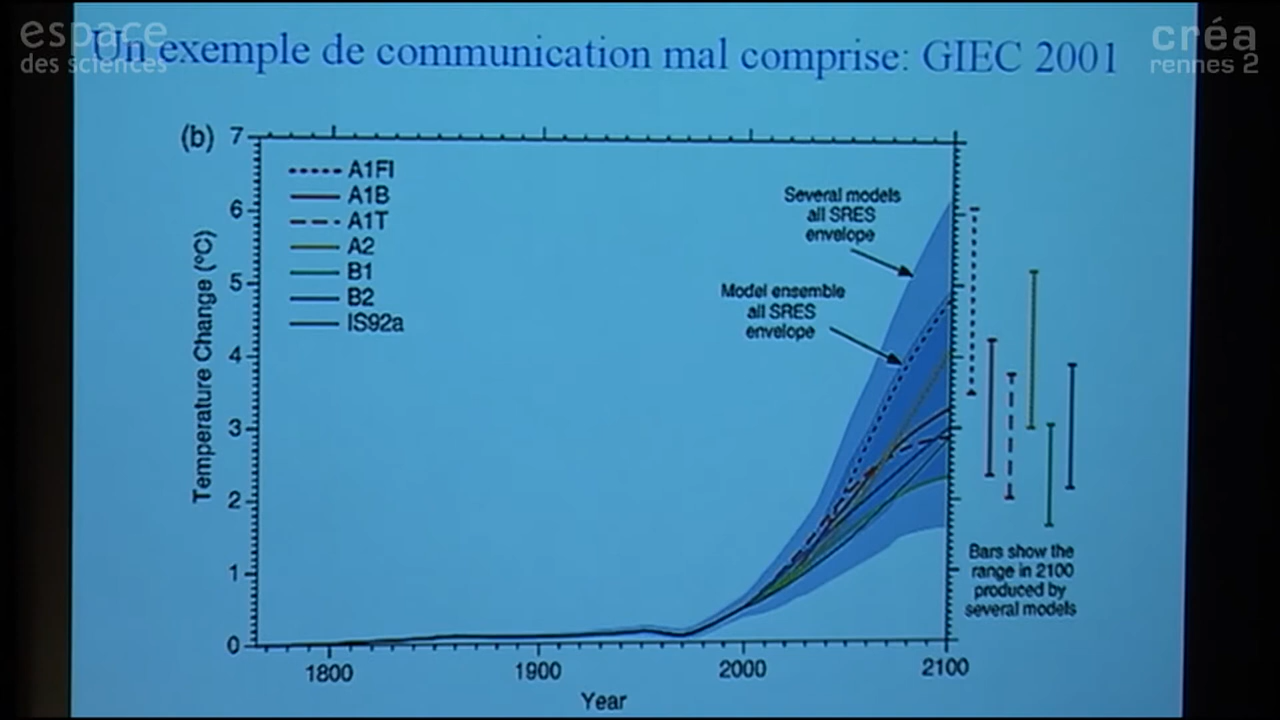 espace
des sciences
créa
rennes 2
Un exemple de communication mal comprise: GIEC 2001
(b)
7
6
5
4
3
2
1
0
Temperature Change (ºC)
A1FI
A1B
A1T
A2
B1
B2
IS92a
Several models
all SRES
envelope
Model ensemble
all SRES
envelope
Bars show the
range in 2100
produced by
several models
1800
1900
2000
2100
Year